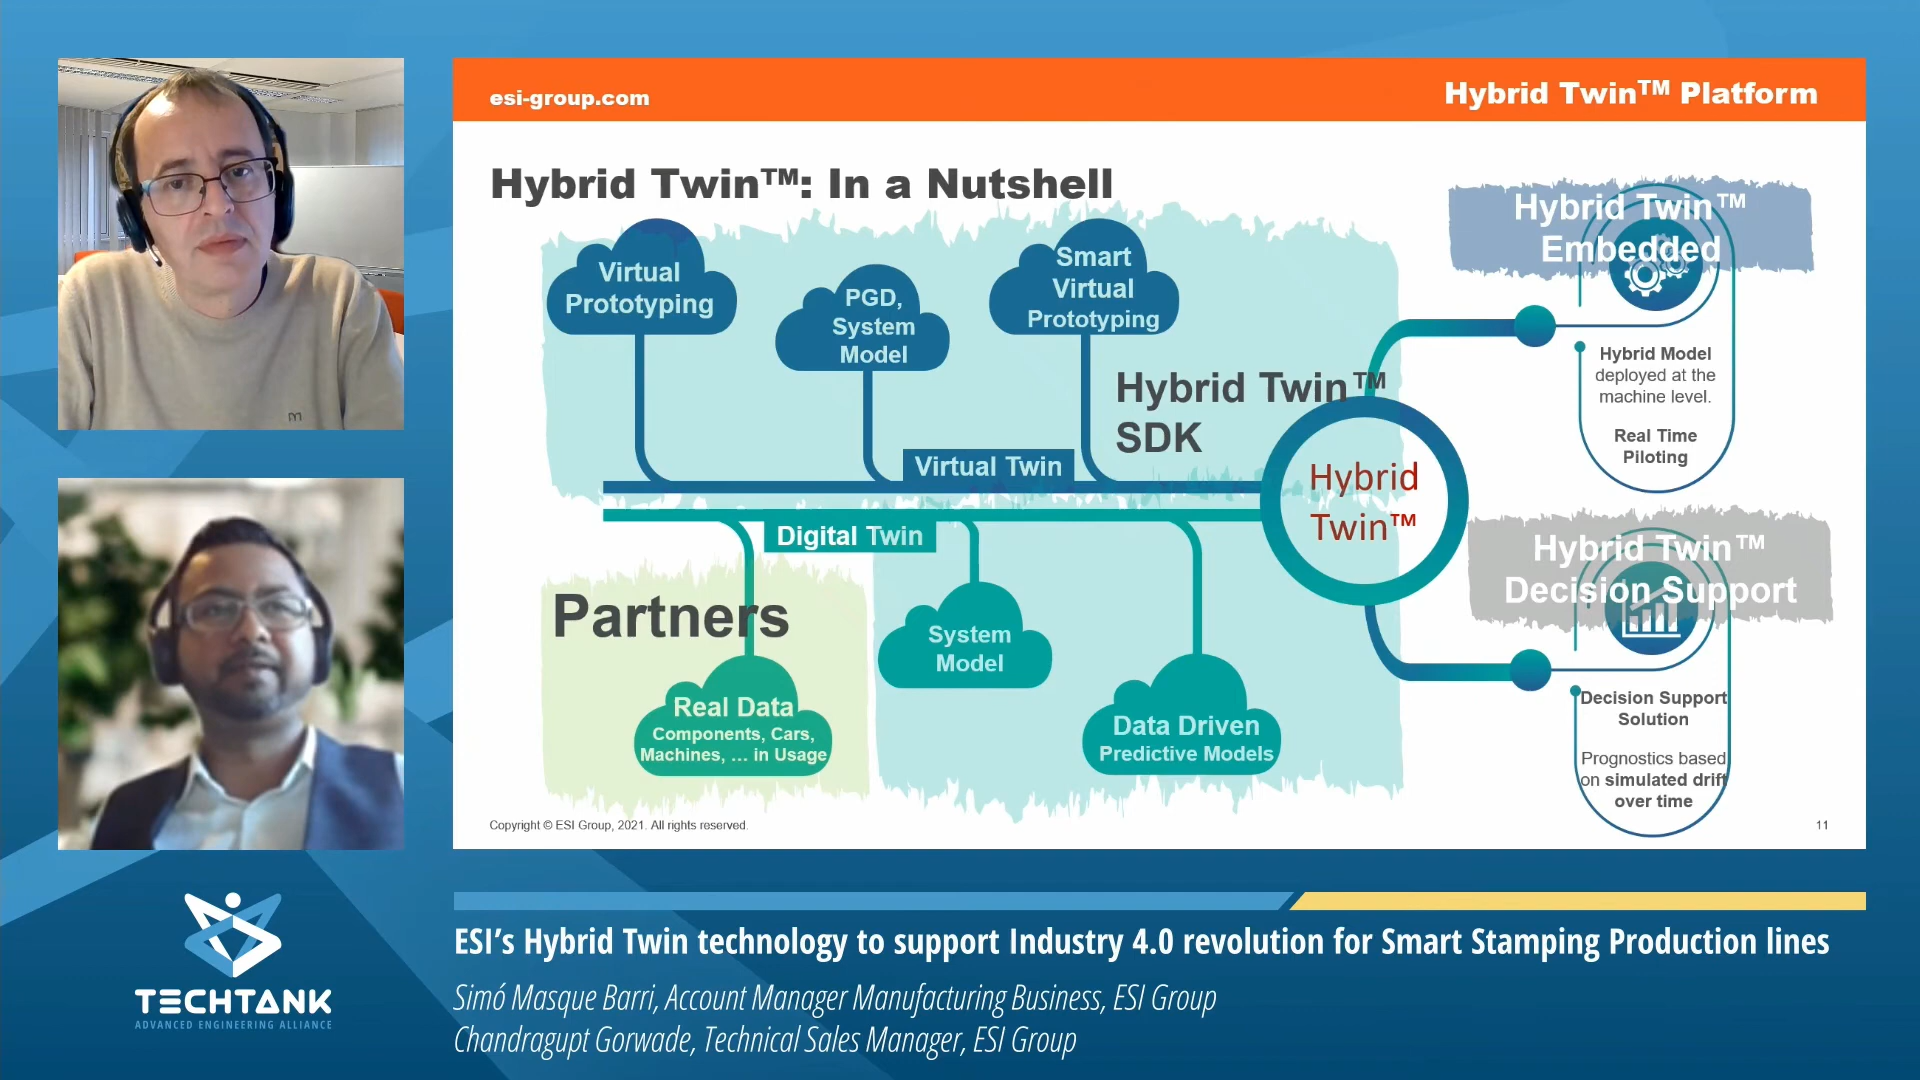 esi-group.com
Hybrid Twin™ Platform
Hybrid Twin™: In a Nutshell
Virtual
Prototyping
PGD,
System
Model
Smart
Virtual
Prototyping
Hybrid Twin™
SDK
Virtual Twin
Digital Twin
Hybrid
Twin™
Partners
Real Data
Components, Cars,
Machines, ... in Usage
System
Model
Data Driven
Predictive Models
Hybrid Twin™
Embedded
Hybrid Model
deployed at the
machine level.
Real Time
Piloting
Hybrid Twin™
Decision Support
Decision Support
Solution
Prognostics based
on simulated drift
over time
Copyright © ESI Group, 2021. All rights reserved.
11
TECHTANK
ADVANCED ENGINEERING ALLIANCE
ESI’s Hybrid Twin technology to support Industry 4.0 revolution for Smart Stamping Production lines
Simó Masque Barri, Account Manager Manufacturing Business, ESI Group
Chandragupt Gorwade, Technical Sales Manager, ESI Group